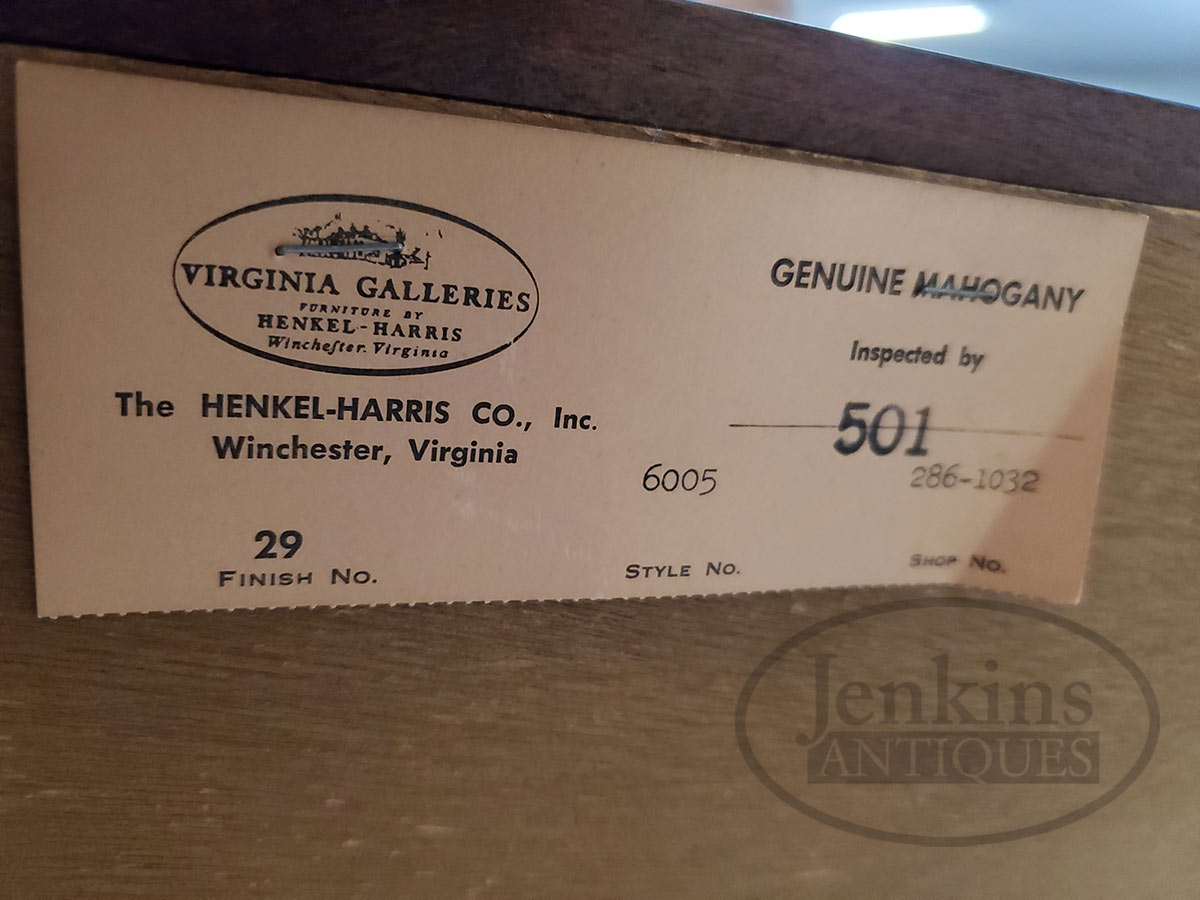 VIRGINIA GALLERIES
FURNITURE BY
HENKEL-HARRIS
Winchester, Virginia
The HENKEL-HARRIS CO., Inc.
Winchester, Virginia
29
FINISH NO.
6005
STYLE NO.
GENUINE MAHOGANY
Inspected by
501
286-1032
SHOP NO.
Jenkins
ANTIQUES